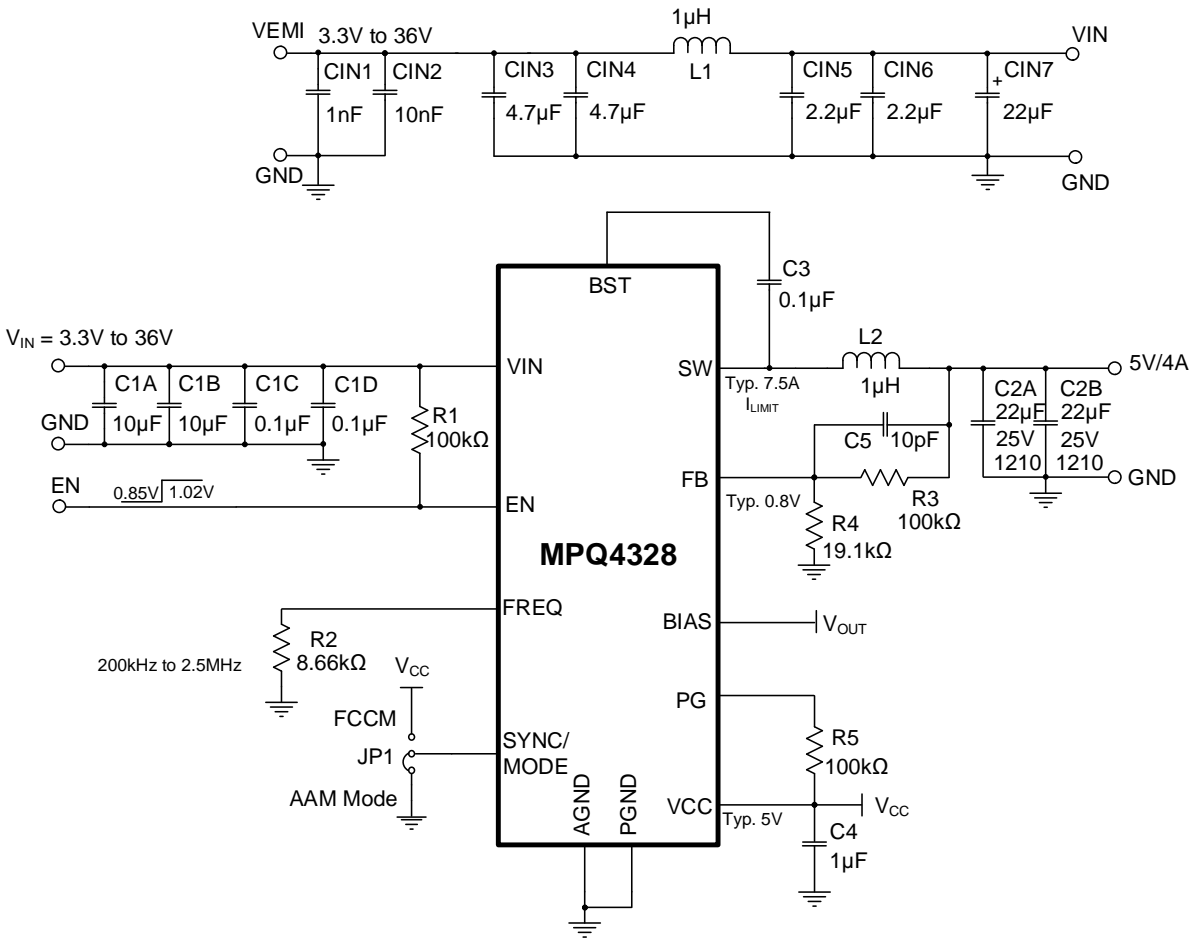 1µH
VEMI 3.3V to 36V
VIN
L1
CIN1 CIN2 CIN3 CIN4 CIN5 CIN6 + CIN7
1nF 10nF 4.7µF 4.7µF 2.2µF 2.2µF 22µF
GND
GND
BST
C3
0.1µF
V_IN = 3.3V to 36V
VIN
C1A C1B C1C C1D
10µF 10µF 0.1µF 0.1µF
GND
R1
100kΩ
EN
0.85V 1.02V
EN
SW
Typ. 7.5A
I_LIMIT
L2
1µH
5V/4A
C2A C2B
22µF 22µF
25V 25V
1210 1210
GND
C5 10pF
FB
Typ. 0.8V
R3
100kΩ
R4
19.1kΩ
MPQ4328
FREQ
R2
8.66kΩ
200kHz to 2.5MHz
BIAS
V_OUT
V_CC
FCCM
JP1
AAM Mode
SYNC/
MODE
PG
R5
100kΩ
VCC
Typ. 5V
V_CC
C4
1µF
AGND
PGND